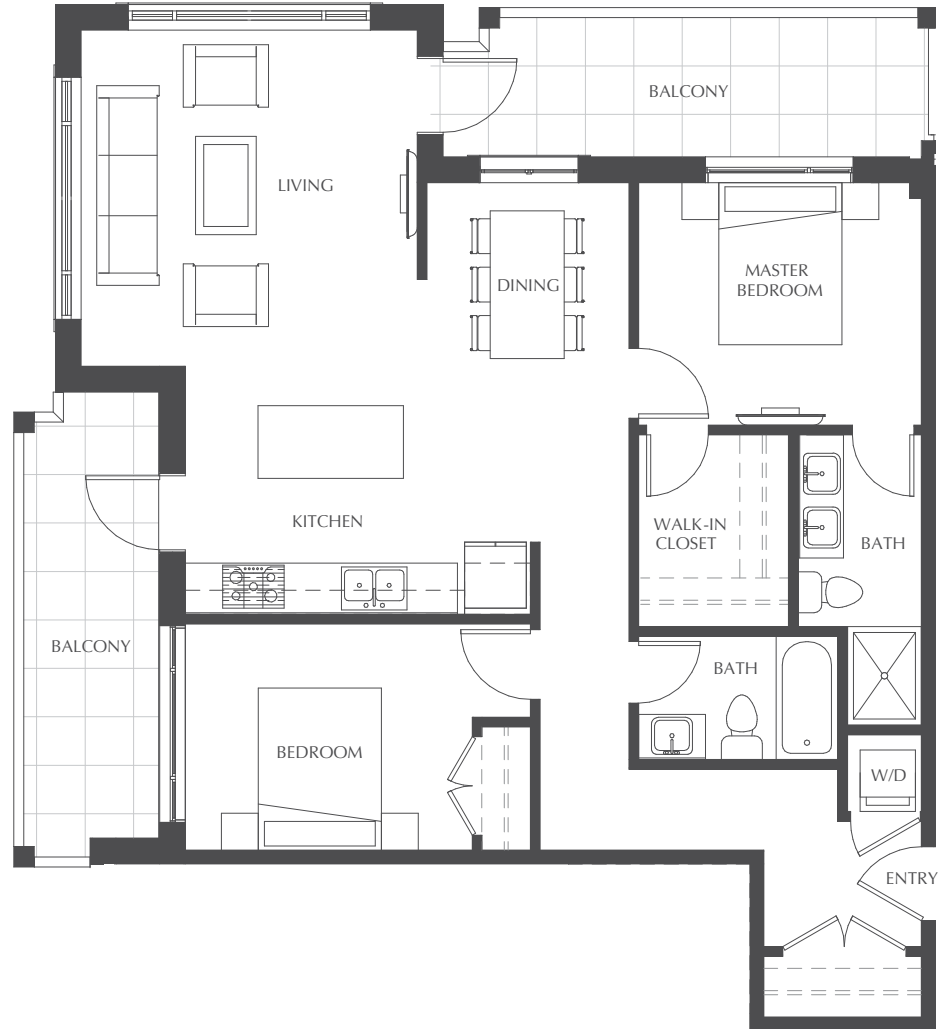 BALCONY
LIVING
DINING
MASTER
BEDROOM
KITCHEN
WALK-IN
CLOSET
BATH
BALCONY
BATH
BEDROOM
W/D
ENTRY